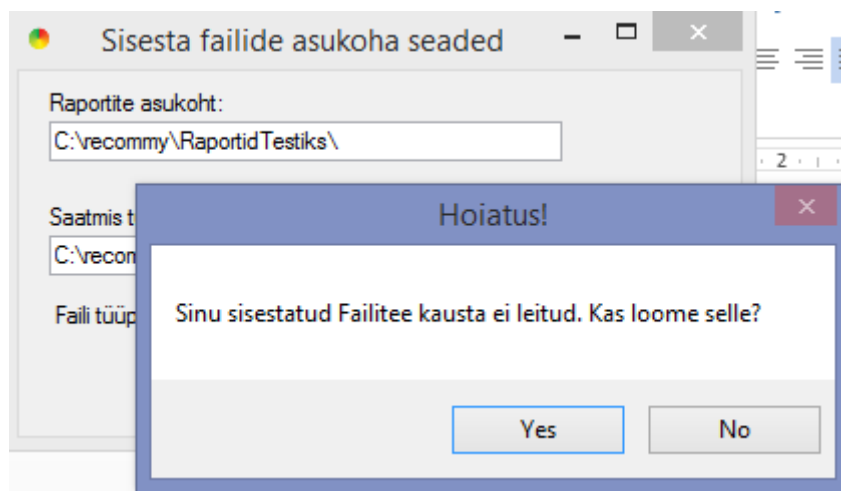 Sisesta failide asukoha seaded
Raportite asukoht:
C:\recommy\RaportidTestiks\
2
Hoiatus!
Saatmis
C:\recom
Faili tüüp
Sinu sisestatud Failitee kausta ei leitud. Kas loome selle?
Yes
No